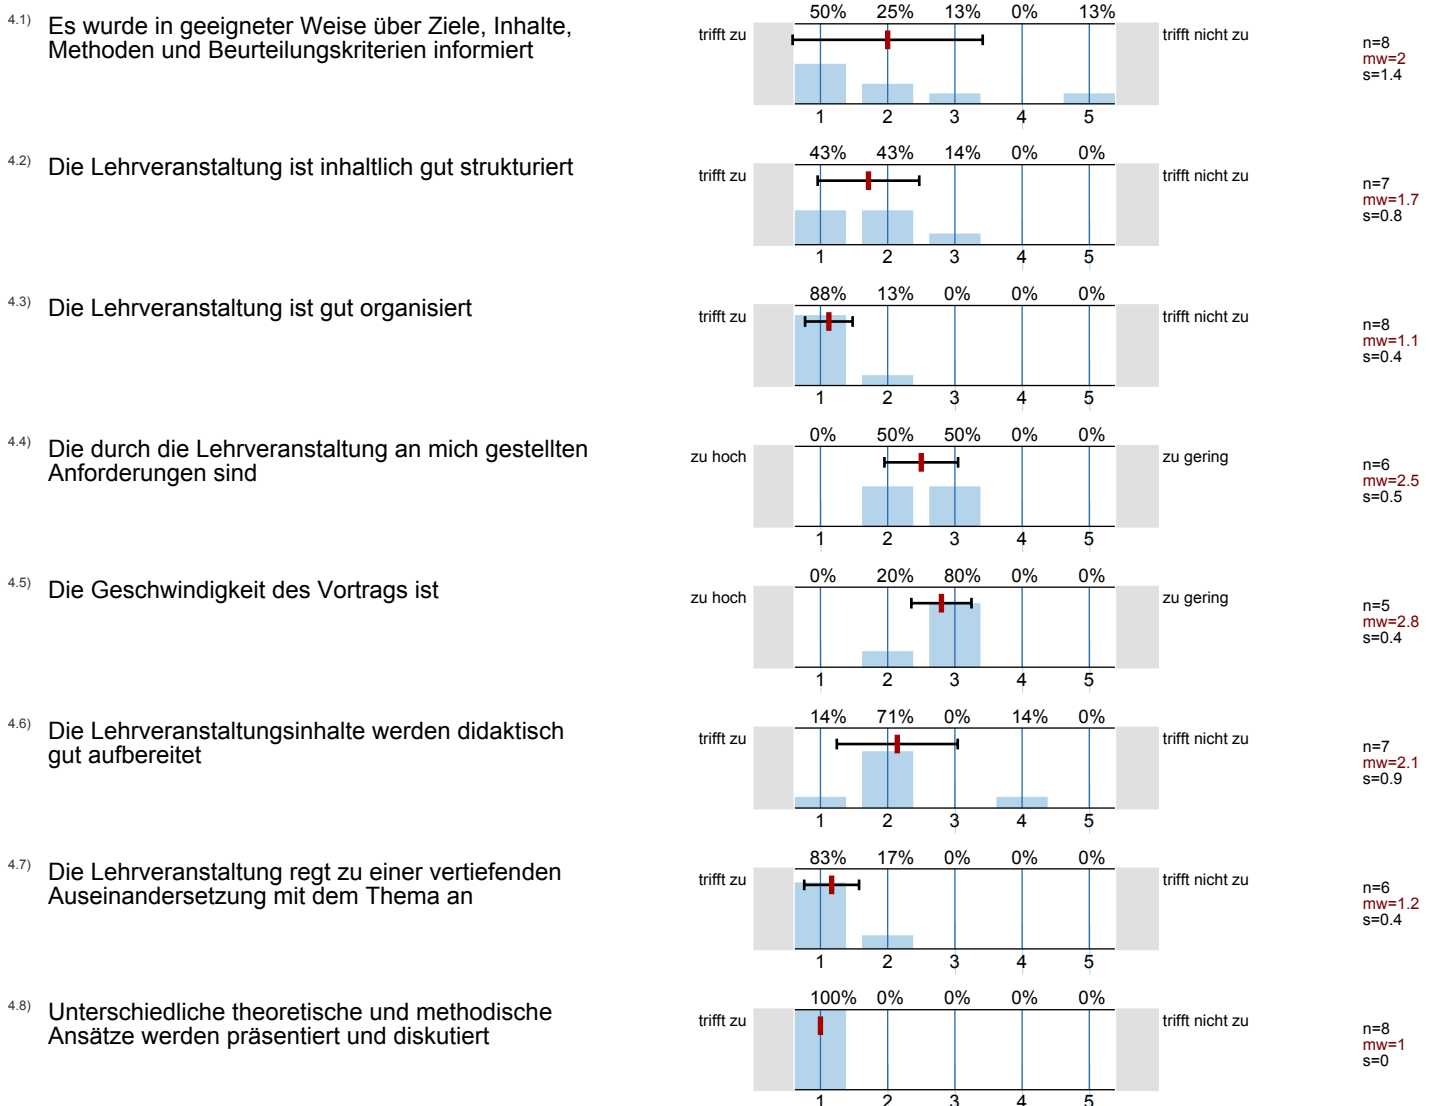 4.1) Es wurde in geeigneter Weise über Ziele, Inhalte,
Methoden und Beurteilungskriterien informiert
50% 25% 13% 0% 13%
trifft zu trifft nicht zu
n=8
mw=2
s=1.4
1 2 3 4 5
4.2) Die Lehrveranstaltung ist inhaltlich gut strukturiert
43% 43% 14% 0% 0%
trifft zu trifft nicht zu
n=7
mw=1.7
s=0.8
1 2 3 4 5
4.3) Die Lehrveranstaltung ist gut organisiert
88% 13% 0% 0% 0%
trifft zu trifft nicht zu
n=8
mw=1.1
s=0.4
1 2 3 4 5
4.4) Die durch die Lehrveranstaltung an mich gestellten
Anforderungen sind
0% 50% 50% 0% 0%
zu hoch zu gering
n=6
mw=2.5
s=0.5
1 2 3 4 5
4.5) Die Geschwindigkeit des Vortrags ist
0% 20% 80% 0% 0%
zu hoch zu gering
n=5
mw=2.8
s=0.4
1 2 3 4 5
4.6) Die Lehrveranstaltungsinhalte werden didaktisch
gut aufbereitet
14% 71% 0% 14% 0%
trifft zu trifft nicht zu
n=7
mw=2.1
s=0.9
1 2 3 4 5
4.7) Die Lehrveranstaltung regt zu einer vertiefenden
Auseinandersetzung mit dem Thema an
83% 17% 0% 0% 0%
trifft zu trifft nicht zu
n=6
mw=1.2
s=0.4
1 2 3 4 5
4.8) Unterschiedliche theoretische und methodische
Ansätze werden präsentiert und diskutiert
100% 0% 0% 0% 0%
trifft zu trifft nicht zu
n=8
mw=1
s=0
1 2 3 4 5